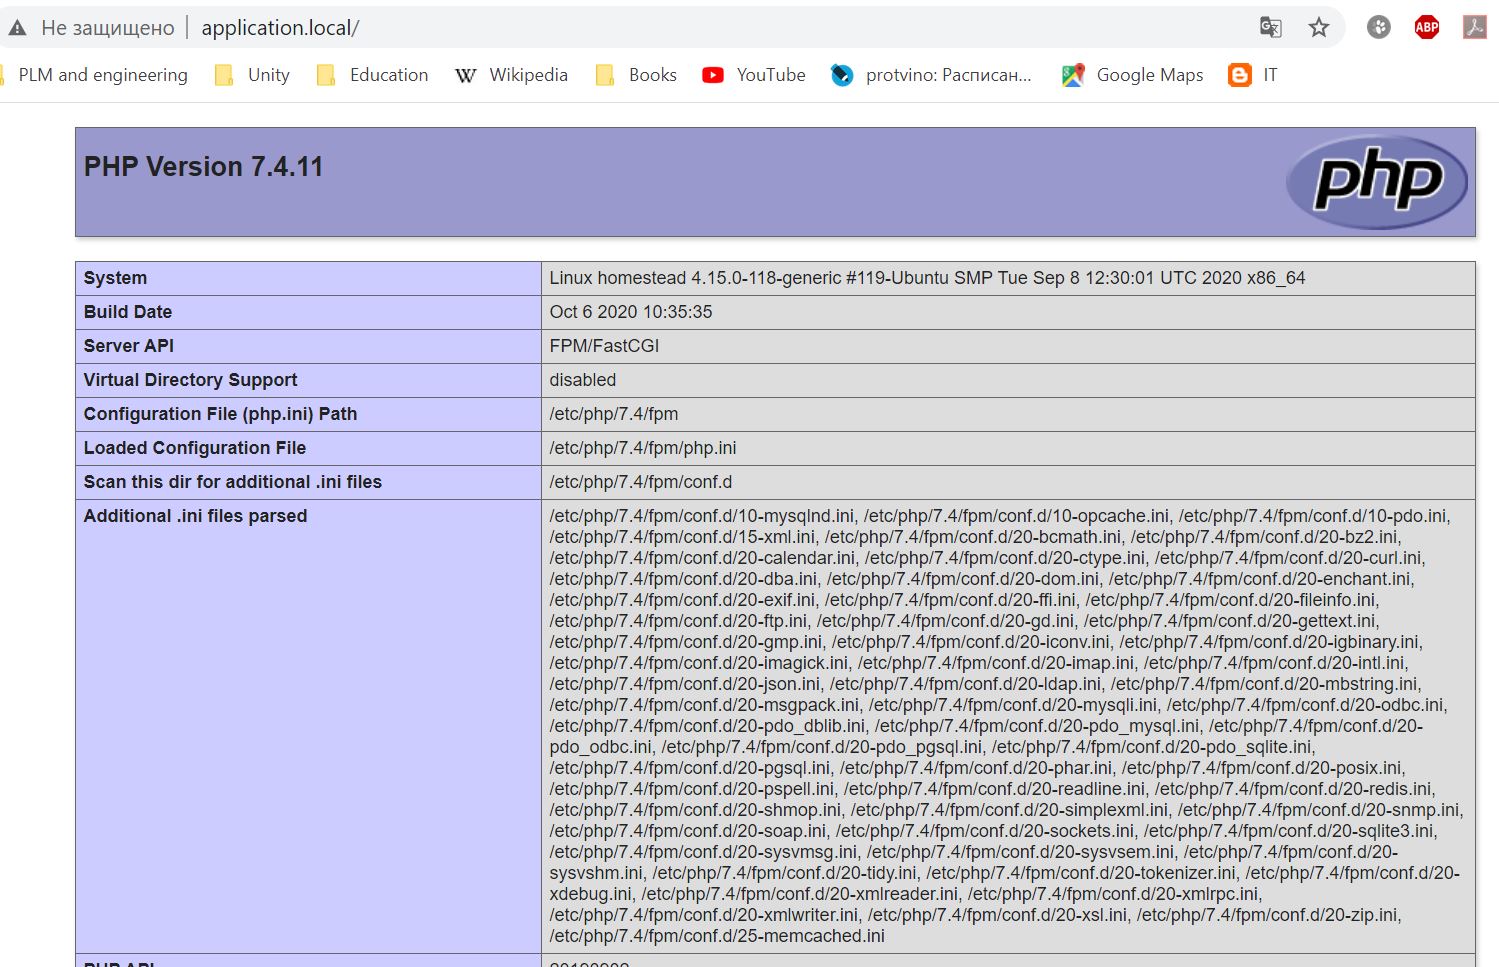 Не защищено application.local/
ABP
PLM and engineering Unity Education W Wikipedia Books YouTube protvino: Расписан... Google Maps IT
PHP Version 7.4.11
php
System Linux homestead 4.15.0-118-generic #119-Ubuntu SMP Tue Sep 8 12:30:01 UTC 2020 x86_64
Build Date Oct 6 2020 10:35:35
Server API FPM/FastCGI
Virtual Directory Support disabled
Configuration File (php.ini) Path /etc/php/7.4/fpm
Loaded Configuration File /etc/php/7.4/fpm/php.ini
Scan this dir for additional .ini files /etc/php/7.4/fpm/conf.d
Additional .ini files parsed /etc/php/7.4/fpm/conf.d/10-mysqlnd.ini, /etc/php/7.4/fpm/conf.d/10-opcache.ini, /etc/php/7.4/fpm/conf.d/10-pdo.ini,
/etc/php/7.4/fpm/conf.d/15-xml.ini, /etc/php/7.4/fpm/conf.d/20-bcmath.ini, /etc/php/7.4/fpm/conf.d/20-bz2.ini,
/etc/php/7.4/fpm/conf.d/20-calendar.ini, /etc/php/7.4/fpm/conf.d/20-ctype.ini, /etc/php/7.4/fpm/conf.d/20-curl.ini,
/etc/php/7.4/fpm/conf.d/20-dba.ini, /etc/php/7.4/fpm/conf.d/20-dom.ini, /etc/php/7.4/fpm/conf.d/20-enchant.ini,
/etc/php/7.4/fpm/conf.d/20-exif.ini, /etc/php/7.4/fpm/conf.d/20-ffi.ini, /etc/php/7.4/fpm/conf.d/20-fileinfo.ini,
/etc/php/7.4/fpm/conf.d/20-ftp.ini, /etc/php/7.4/fpm/conf.d/20-gd.ini, /etc/php/7.4/fpm/conf.d/20-gettext.ini,
/etc/php/7.4/fpm/conf.d/20-gmp.ini, /etc/php/7.4/fpm/conf.d/20-iconv.ini, /etc/php/7.4/fpm/conf.d/20-igbinary.ini,
/etc/php/7.4/fpm/conf.d/20-imagick.ini, /etc/php/7.4/fpm/conf.d/20-imap.ini, /etc/php/7.4/fpm/conf.d/20-intl.ini,
/etc/php/7.4/fpm/conf.d/20-json.ini, /etc/php/7.4/fpm/conf.d/20-ldap.ini, /etc/php/7.4/fpm/conf.d/20-mbstring.ini,
/etc/php/7.4/fpm/conf.d/20-msgpack.ini, /etc/php/7.4/fpm/conf.d/20-mysqli.ini, /etc/php/7.4/fpm/conf.d/20-odbc.ini,
/etc/php/7.4/fpm/conf.d/20-pdo_dblib.ini, /etc/php/7.4/fpm/conf.d/20-pdo_mysql.ini, /etc/php/7.4/fpm/conf.d/20-
pdo_odbc.ini, /etc/php/7.4/fpm/conf.d/20-pdo_pgsql.ini, /etc/php/7.4/fpm/conf.d/20-pdo_sqlite.ini,
/etc/php/7.4/fpm/conf.d/20-pgsql.ini, /etc/php/7.4/fpm/conf.d/20-phar.ini, /etc/php/7.4/fpm/conf.d/20-posix.ini,
/etc/php/7.4/fpm/conf.d/20-pspell.ini, /etc/php/7.4/fpm/conf.d/20-readline.ini, /etc/php/7.4/fpm/conf.d/20-redis.ini,
/etc/php/7.4/fpm/conf.d/20-shmop.ini, /etc/php/7.4/fpm/conf.d/20-simplexml.ini, /etc/php/7.4/fpm/conf.d/20-snmp.ini,
/etc/php/7.4/fpm/conf.d/20-soap.ini, /etc/php/7.4/fpm/conf.d/20-sockets.ini, /etc/php/7.4/fpm/conf.d/20-sqlite3.ini,
/etc/php/7.4/fpm/conf.d/20-sysvmsg.ini, /etc/php/7.4/fpm/conf.d/20-sysvsem.ini, /etc/php/7.4/fpm/conf.d/20-
sysvshm.ini, /etc/php/7.4/fpm/conf.d/20-tidy.ini, /etc/php/7.4/fpm/conf.d/20-tokenizer.ini, /etc/php/7.4/fpm/conf.d/20-
xdebug.ini, /etc/php/7.4/fpm/conf.d/20-xmlreader.ini, /etc/php/7.4/fpm/conf.d/20-xmlrpc.ini,
/etc/php/7.4/fpm/conf.d/20-xmlwriter.ini, /etc/php/7.4/fpm/conf.d/20-xsl.ini, /etc/php/7.4/fpm/conf.d/20-zip.ini,
/etc/php/7.4/fpm/conf.d/25-memcached.ini
PHP API